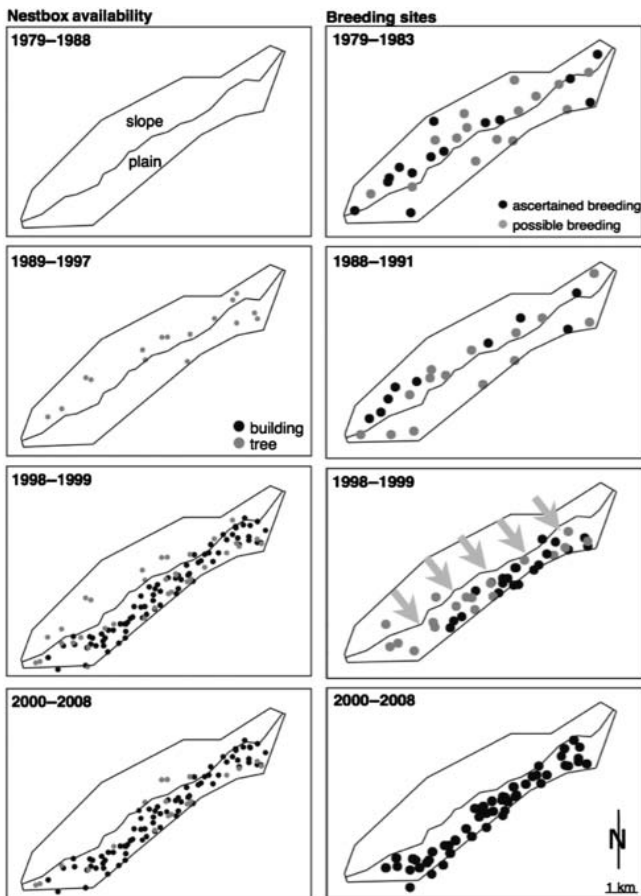 Nestbox availability
Breeding sites
1979–1988
slope
plain
1979–1983
ascertained breeding
possible breeding
1989–1997
building
tree
1988–1991
1998–1999
1998–1999
2000–2008
2000–2008
N
1 km